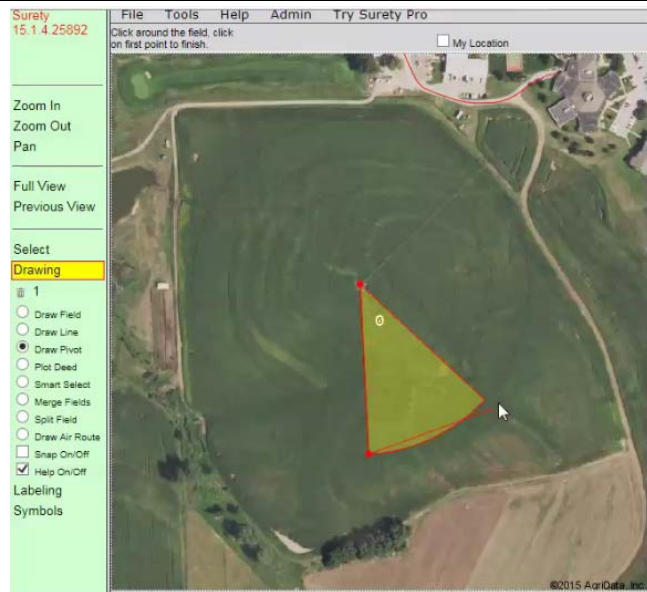 Surety
15.1.4.25892
File Tools Help Admin Try Surety Pro
Click around the field, click
on first point to finish.
My Location
Zoom In
Zoom Out
Pan
Full View
Previous View
Select
Drawing
1
Draw Field
Draw Line
Draw Pivot
Plot Deed
Smart Select
Merge Fields
Split Field
Draw Air Route
Snap On/Off
Help On/Off
Labeling
Symbols
0
©2015 AgriData, Inc.